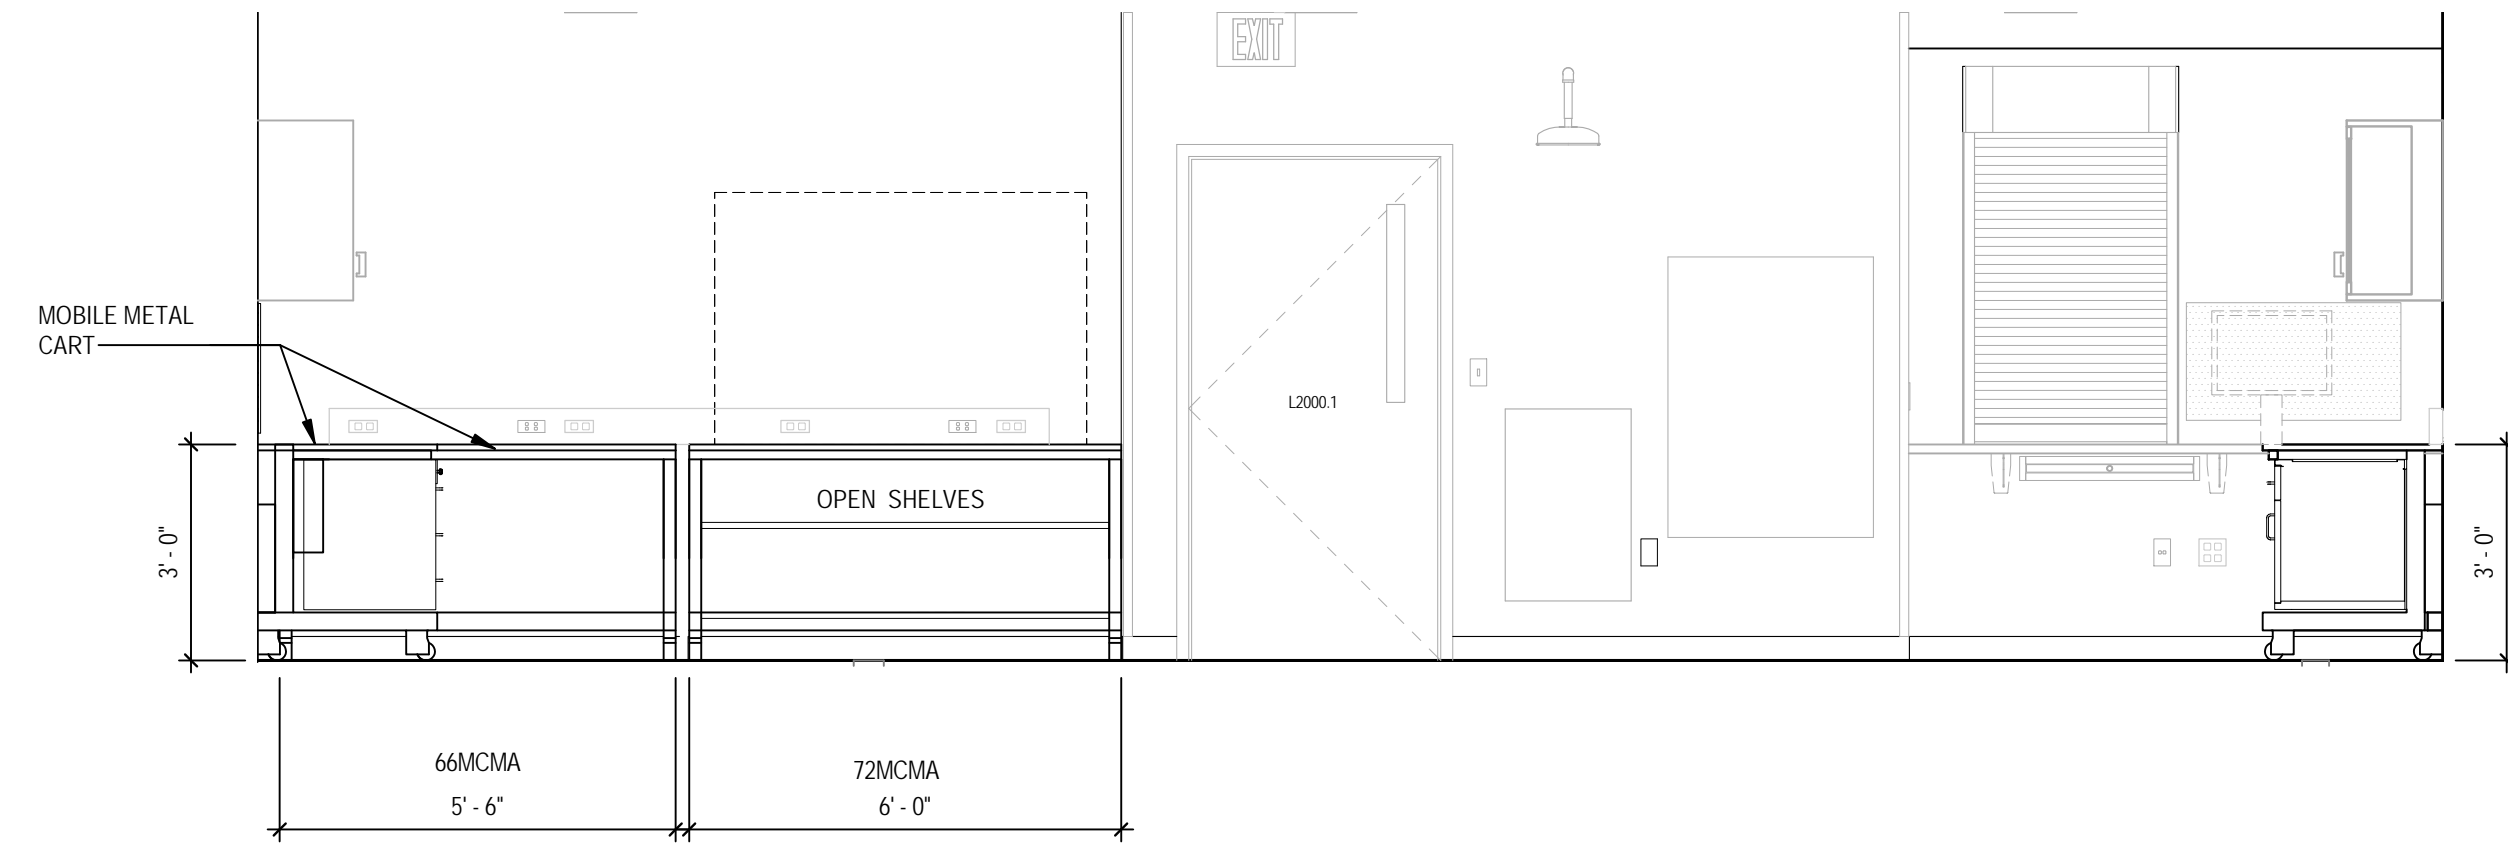 EXIT
MOBILE METAL
CART
L2000.1
OPEN SHELVES
3' - 0"
3' - 0"
66MCMA
72MCMA
5' - 6"
6' - 0"